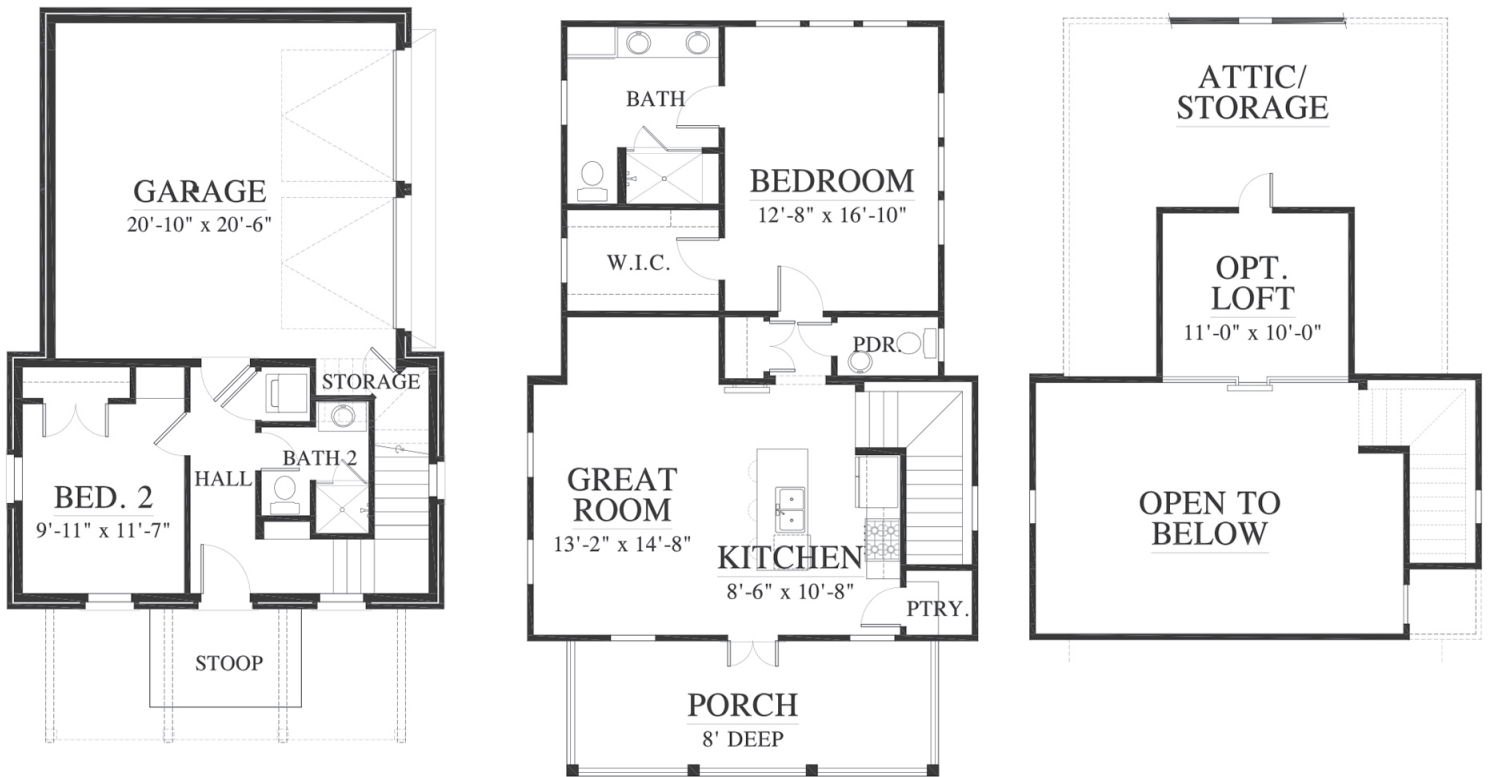 GARAGE
20'-10" x 20'-6"
STORAGE
BATH 2
HALL
BED. 2
9'-11" x 11'-7"
STOOP
BATH
BEDROOM
12'-8" x 16'-10"
W.I.C.
PDR.
GREAT
ROOM
13'-2" x 14'-8"
KITCHEN
8'-6" x 10'-8"
PTRY.
PORCH
8' DEEP
ATTIC/
STORAGE
OPT.
LOFT
11'-0" x 10'-0"
OPEN TO
BELOW